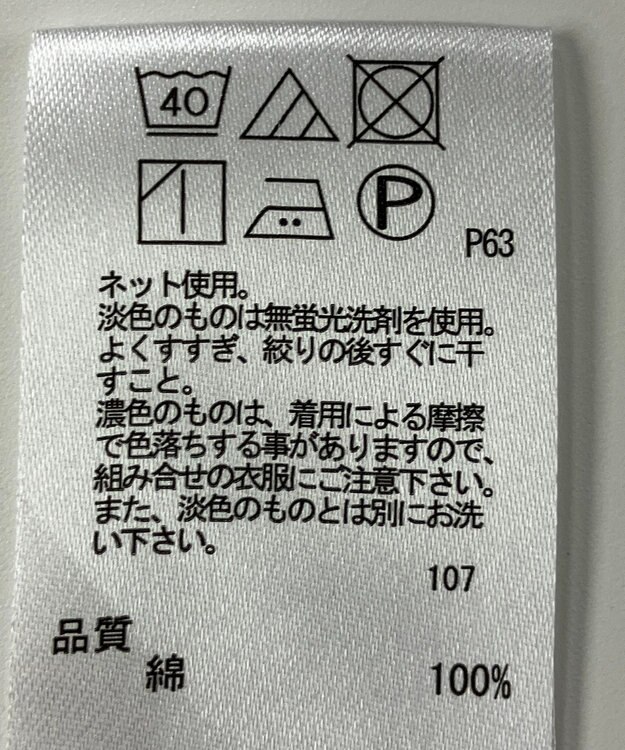 40
P
P63
ネット使用。
淡色のものは無蛍光洗剤を使用。
よくすすぎ、絞りの後すぐに干
すこと。
濃色のものは、着用による摩擦
で色落ちする事がありますので、
組み合せの衣服にご注意下さい。
また、淡色のものとは別にお洗
い下さい。
107
品質
綿 100%